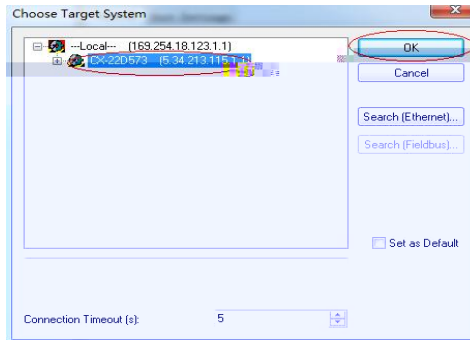 Choose Target System
---Local--- (169.254.18.123.1.1)
CX-22D573 (5.34.213.115.1.1)
OK
Cancel
Search (Ethernet)...
Search (Fieldbus)...
Set as Default
Connection Timeout (s): 5